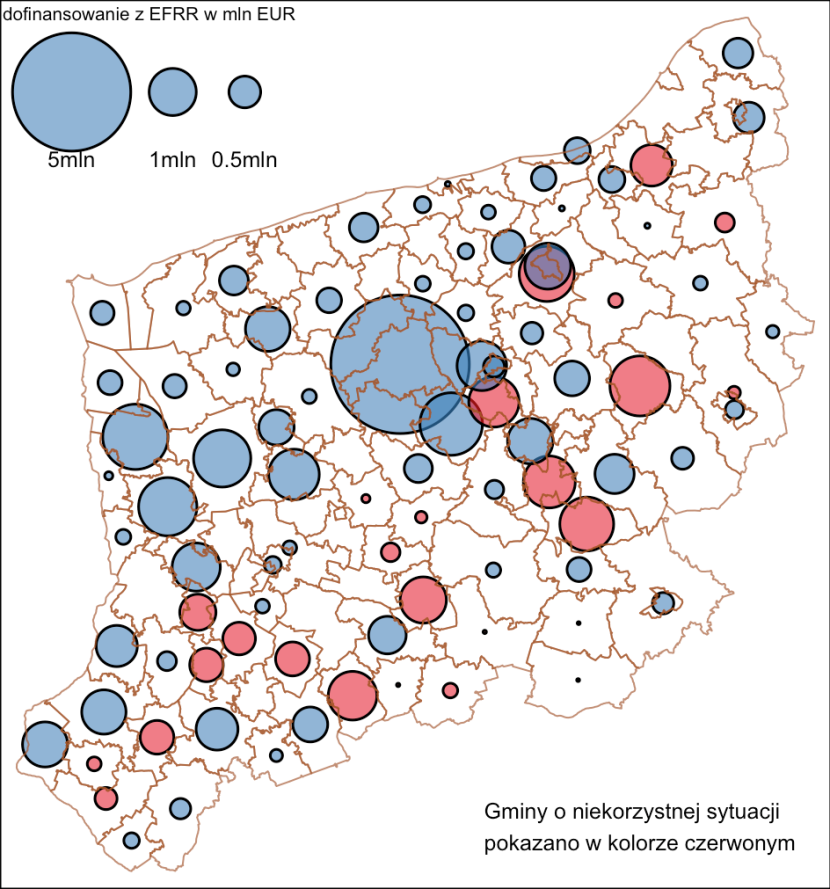 dofinansowanie z EFRR w mln EUR
5mln 1mln 0.5mln
Gminy o niekorzystnej sytuacji
pokazano w kolorze czerwonym